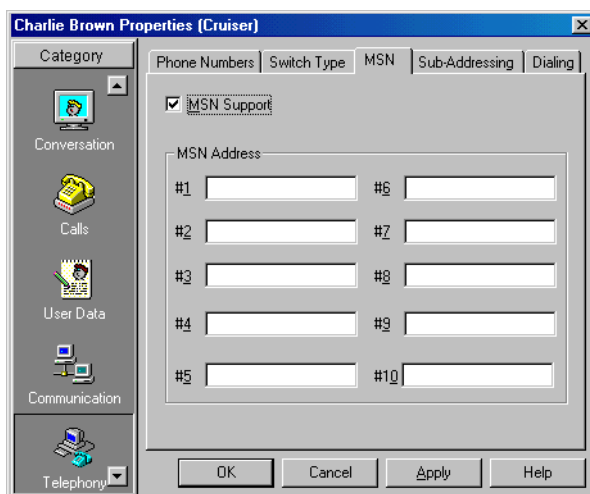 Charlie Brown Properties (Cruiser)
Category
Conversation
Calls
User Data
Communication
Telephony
Phone Numbers Switch Type MSN Sub-Addressing Dialing
MSN Support
MSN Address
#1 #6
#2 #7
#3 #8
#4 #9
#5 #10
OK Cancel Apply Help